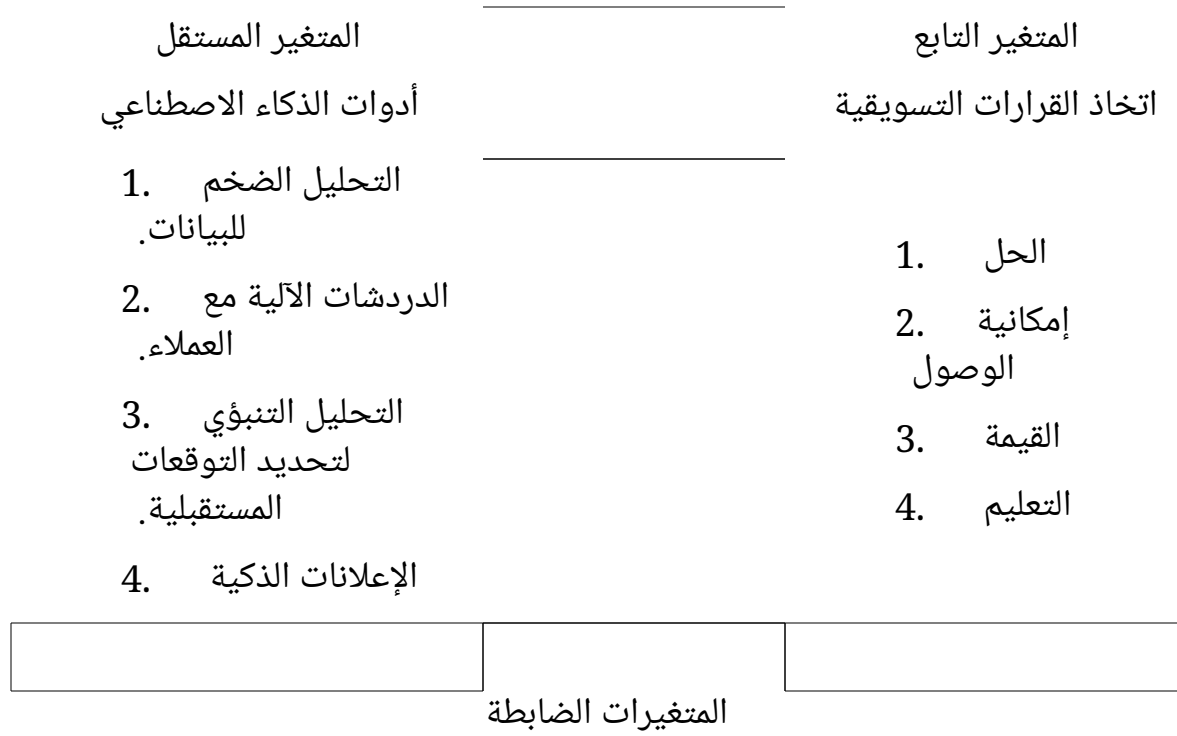 المتغير المستقل
أدوات الذكاء الاصطناعي
1. التحليل الضخم
للبيانات.
2. الدردشات الآلية مع
العملاء.
3. التحليل التنبؤي
لتحديد التوقعات
المستقبلية.
4. الإعلانات الذكية
المتغير التابع
اتخاذ القرارات التسويقية
1. الحل
2. إمكانية
الوصول
3. القيمة
4. التعليم
المتغيرات الضابطة